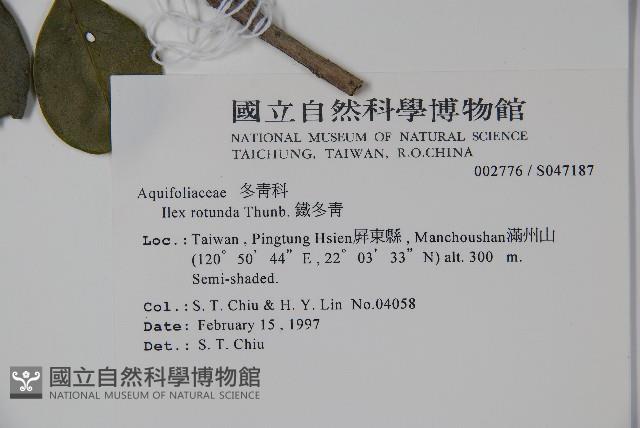 國立自然科學博物館
NATIONAL MUSEUM OF NATURAL SCIENCE
TAICHUNG, TAIWAN, R.O.CHINA
002776 / S047187
Aquifoliaceae 冬青科
Ilex rotunda Thunb. 鐵冬青
Loc.: Taiwan , Pingtung Hsien屏東縣 , Manchoushan滿州山
(120° 50' 44" E , 22° 03' 33" N) alt. 300 m.
Semi-shaded.
Col.: S. T. Chiu & H. Y. Lin No.04058
Date: February 15 , 1997
Det.: S. T. Chiu
國立自然科學博物館
NATIONAL MUSEUM OF NATURAL SCIENCE